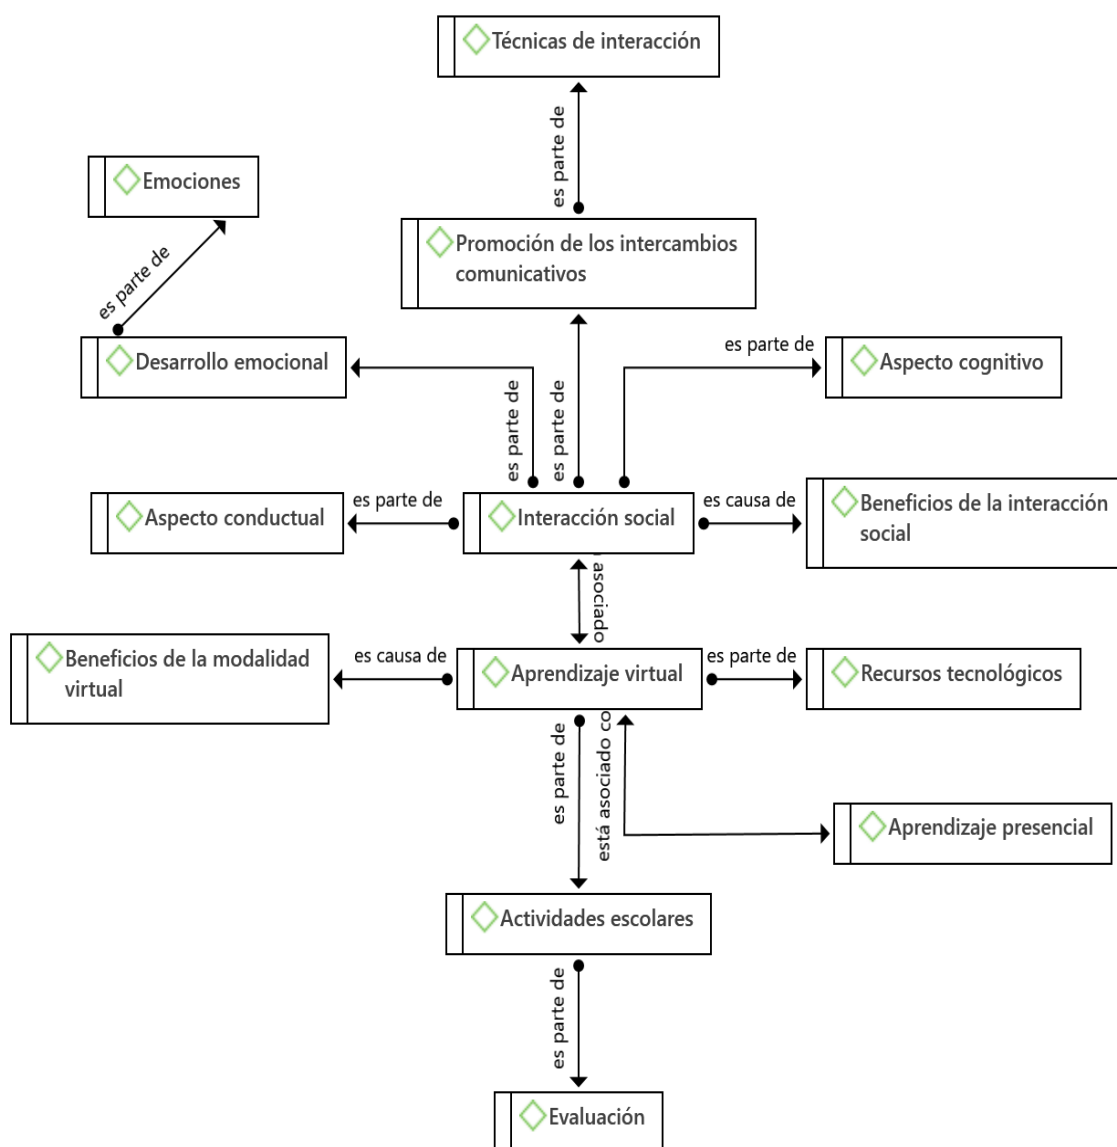 Técnicas de interacción
es parte de
Emociones
es parte de
Promoción de los intercambios
comunicativos
Desarrollo emocional
es parte de
es parte de
es parte de
Aspecto cognitivo
Aspecto conductual
es parte de
Interacción social
es causa de
Beneficios de la interacción
social
asociado
Beneficios de la modalidad
virtual
es causa de
Aprendizaje virtual
es parte de
Recursos tecnológicos
es parte de
está asociado
Aprendizaje presencial
Actividades escolares
es parte de
Evaluación